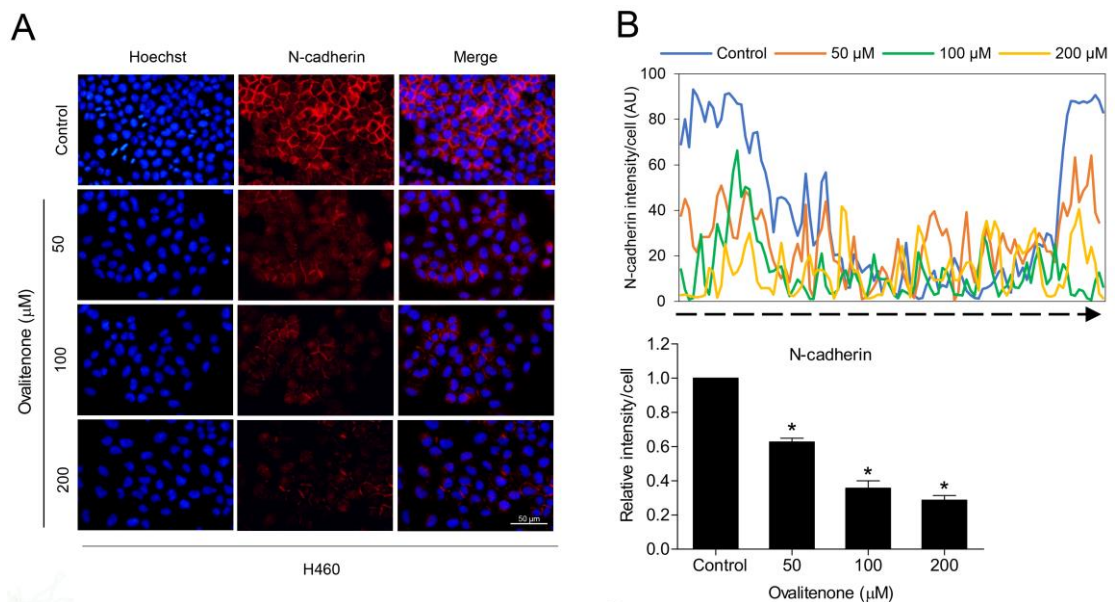 A
Hoechst N-cadherin Merge
Control
50
100
200
Ovalitenone (µM)
50 µm
H460
B
Control 50 µM 100 µM 200 µM
N-cadherin intensity/cell (AU)
100
80
60
40
20
0
N-cadherin
Relative intensity/cell
1.2
1.0
0.8
0.6
0.4
0.2
0.0
*
*
*
Control 50 100 200
Ovalitenone (µM)